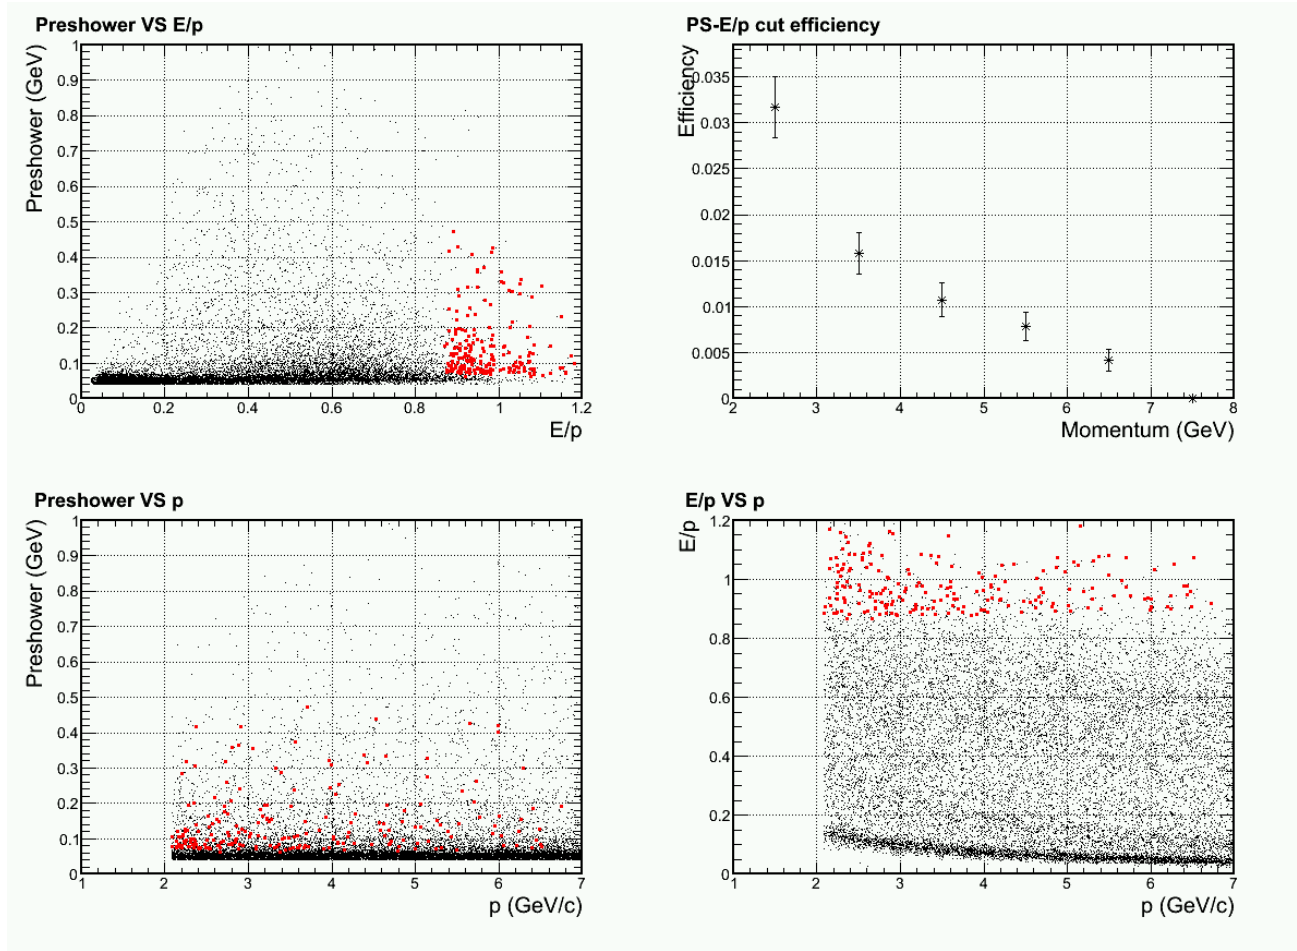 Preshower VS E/p
Preshower (GeV)
1
0.9
0.8
0.7
0.6
0.5
0.4
0.3
0.2
0.1
0
0 0.2 0.4 0.6 0.8 1 1.2
E/p
PS-E/p cut efficiency
Efficiency
0.035
0.03
0.025
0.02
0.015
0.01
0.005
0
2 3 4 5 6 7 8
Momentum (GeV)
Preshower VS p
Preshower (GeV)
1
0.9
0.8
0.7
0.6
0.5
0.4
0.3
0.2
0.1
0
1 2 3 4 5 6 7
p (GeV/c)
E/p VS p
E/p
1.2
1
0.8
0.6
0.4
0.2
0
1 2 3 4 5 6 7
p (GeV/c)